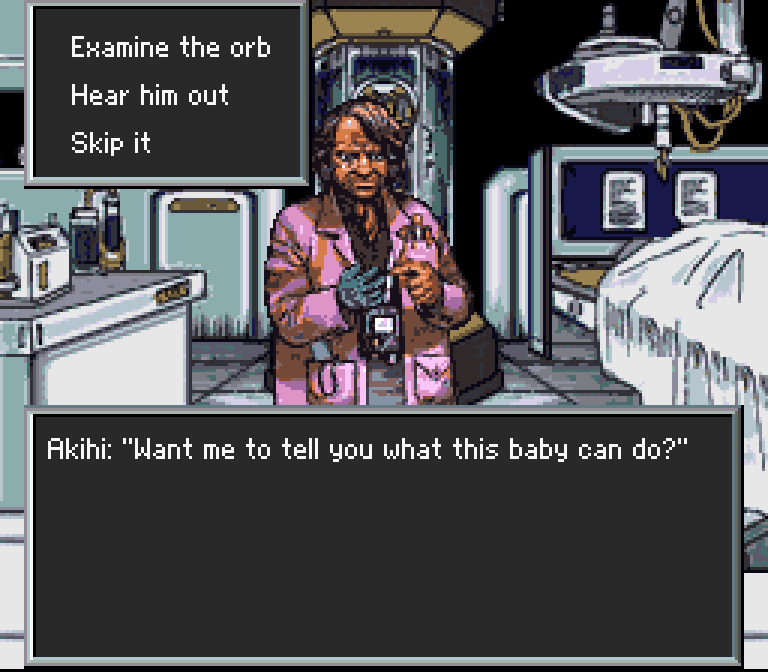 Examine the orb
Hear him out
Skip it
Akihi: "Want me to tell you what this baby can do?"